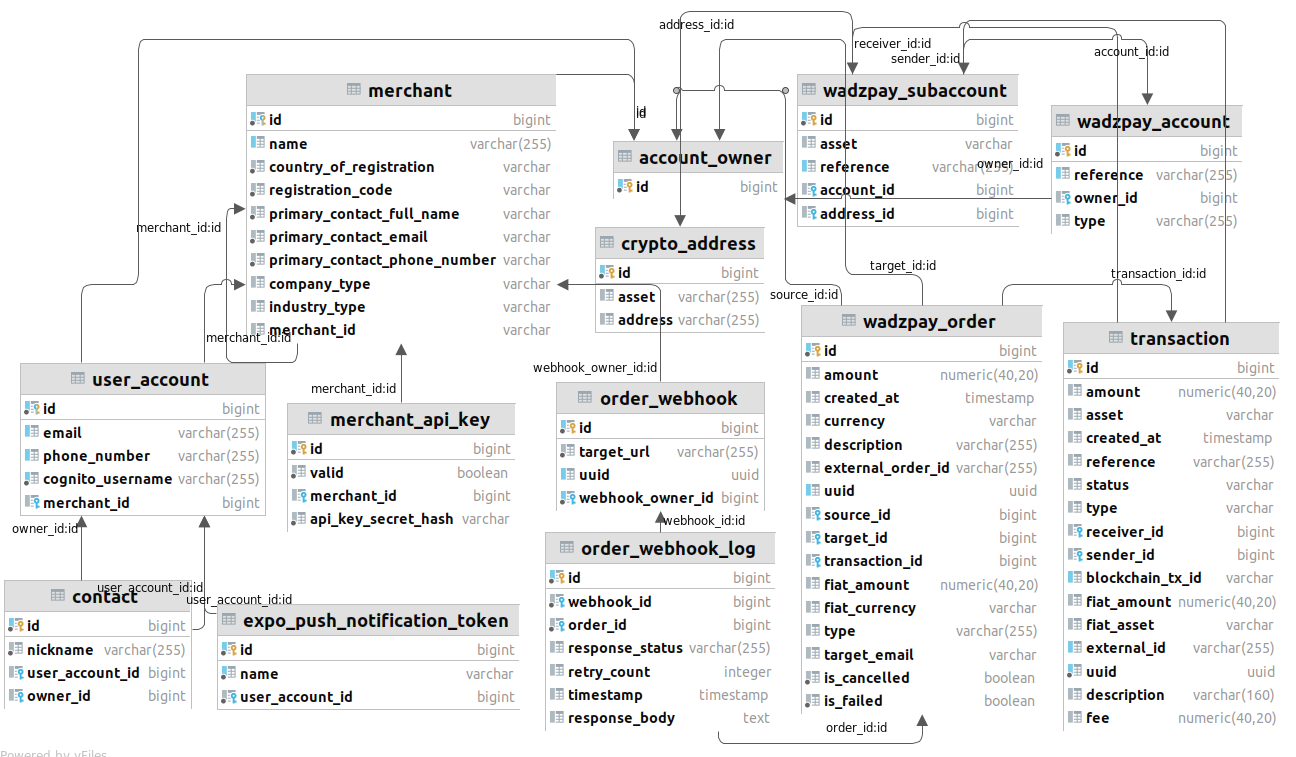 address_id:id
receiver_id:id
sender_id:id
account_id:id
merchant
id bigint
name varchar(255)
country_of_registration varchar
registration_code varchar
primary_contact_full_name varchar
primary_contact_email varchar
primary_contact_phone_number varchar
company_type varchar
industry_type varchar
merchant_id varchar
id
id
account_owner
id bigint
wadzpay_subaccount
id bigint
asset varchar
reference varchar(255)
account_id bigint
address_id bigint
owner_id:id
wadzpay_account
id bigint
reference varchar(255)
owner_id bigint
type varchar(255)
merchant_id:id
merchant_id:id
crypto_address
id bigint
asset varchar(255)
address varchar(255)
target_id:id
source_id:id
transaction_id:id
user_account
id bigint
email varchar(255)
phone_number varchar(255)
cognito_username varchar(255)
merchant_id bigint
merchant_id:id
merchant_api_key
id bigint
valid boolean
merchant_id bigint
api_key_secret_hash varchar
webhook_owner_id:id
order_webhook
id bigint
target_url varchar(255)
uuid uuid
webhook_owner_id bigint
webhook_id:id
wadzpay_order
id bigint
amount numeric(40,20)
created_at timestamp
currency varchar
description varchar(255)
external_order_id varchar(255)
uuid uuid
source_id bigint
target_id bigint
transaction_id bigint
fiat_amount numeric(40,20)
fiat_currency varchar
type varchar(255)
target_email varchar
is_cancelled boolean
is_failed boolean
transaction
id bigint
amount numeric(40,20)
asset varchar
created_at timestamp
reference varchar(255)
status varchar
type varchar
receiver_id bigint
sender_id bigint
blockchain_tx_id varchar
fiat_amount numeric(40,20)
fiat_asset varchar
external_id varchar(255)
uuid uuid
description varchar(160)
fee numeric(40,20)
owner_id:id
user_account_id:id
user_account_id:id
contact
id bigint
nickname varchar(255)
user_account_id bigint
owner_id bigint
expo_push_notification_token
id bigint
name varchar
user_account_id bigint
order_webhook_log
id bigint
webhook_id bigint
order_id bigint
response_status varchar(255)
retry_count integer
timestamp timestamp
response_body text
order_id:id
Powered by yFiles